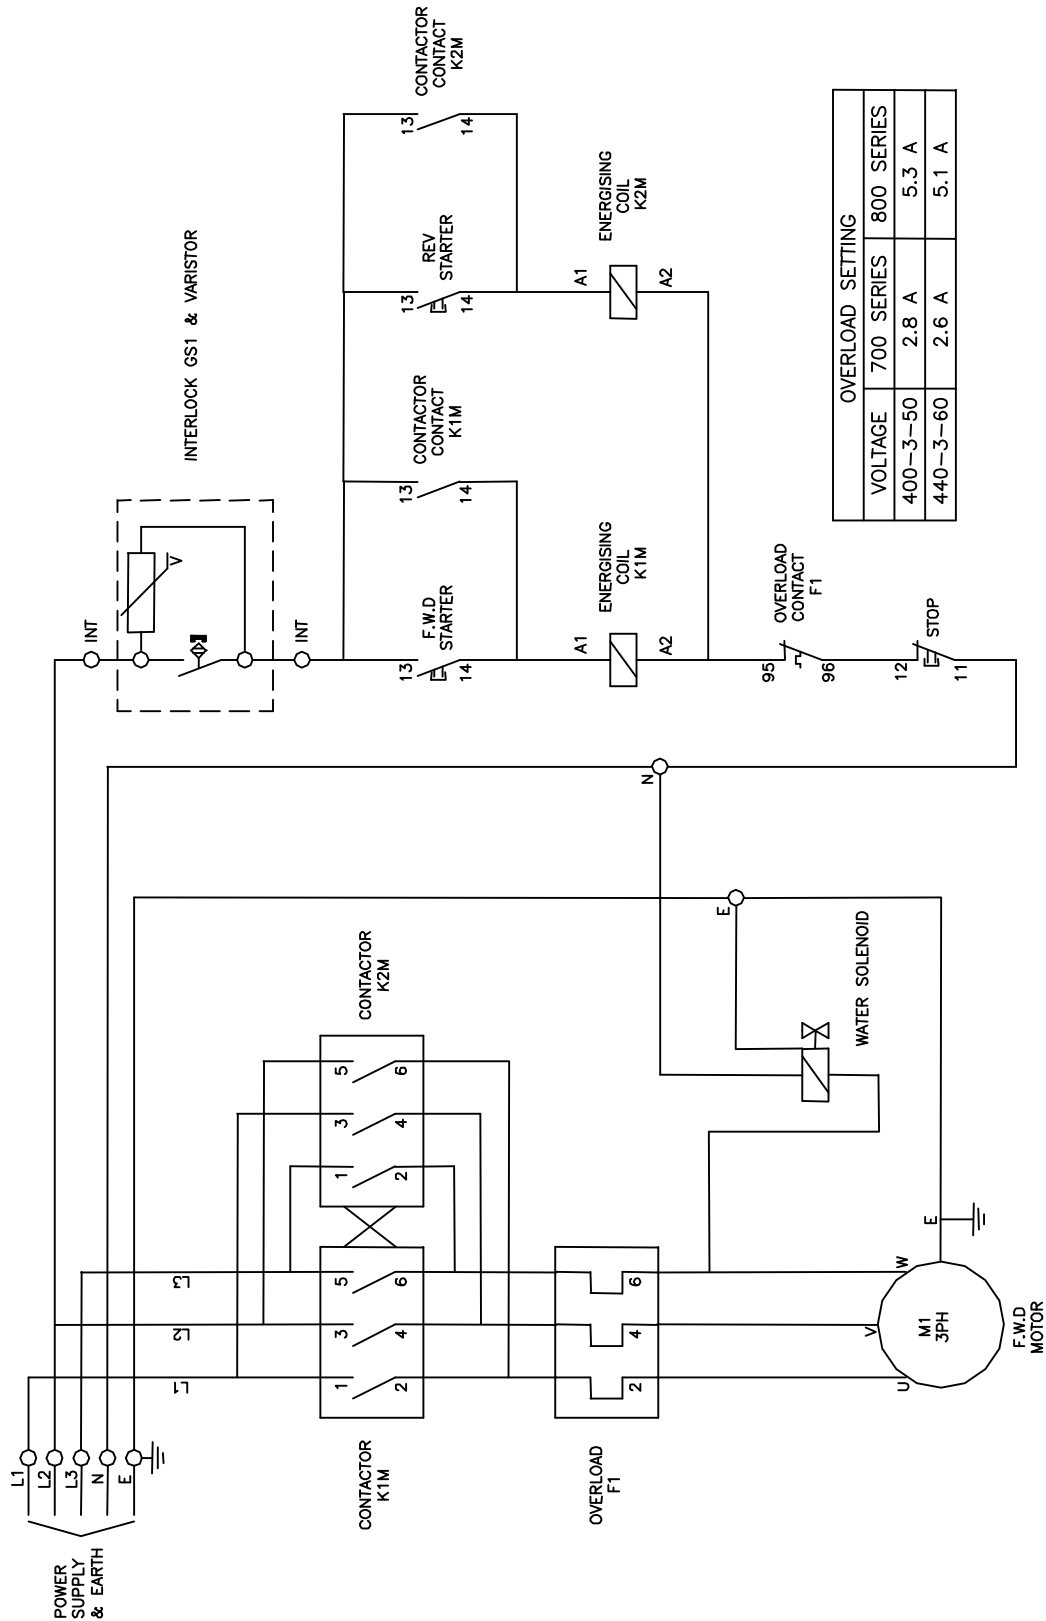 POWER
SUPPLY
& EARTH
L1
L2
L3
N
E
L1
L2
L3
CONTACTOR
K1M
1
3
5
2
4
6
CONTACTOR
K2M
1
3
5
2
4
6
OVERLOAD
F1
2
4
6
U
V
W
E
M1
3PH
F.W.D
MOTOR
WATER SOLENOID
E
N
INT
V
INT
INTERLOCK GS1 & VARISTOR
13
14
F.W.D
STARTER
13
14
CONTACTOR
CONTACT
K1M
13
14
REV
STARTER
13
14
CONTACTOR
CONTACT
K2M
A1
A2
ENERGISING
COIL
K1M
A1
A2
ENERGISING
COIL
K2M
95
96
OVERLOAD
CONTACT
F1
12
11
STOP
OVERLOAD SETTING
VOLTAGE 700 SERIES 800 SERIES
400-3-50 2.8 A 5.3 A
440-3-60 2.6 A 5.1 A